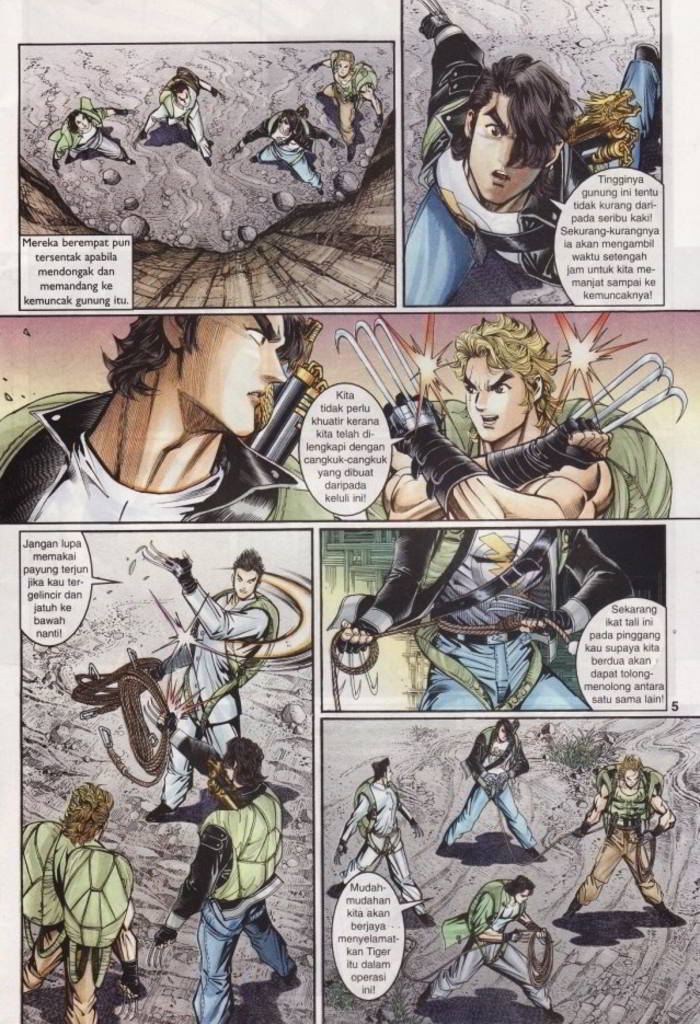 Mereka berempat pun
tersentak apabila
mendongak dan
memandang ke
kemuncak gunung itu.
Tingginya
gunung ini tentu
tidak kurang dari-
pada seribu kaki!
Sekurang-kurangnya
ia akan mengambil
waktu setengah
jam untuk kita me-
manjat sampai ke
kemuncaknya!
Kita
tidak perlu
khuatir kerana
kita telah di-
lengkapi dengan
cangkuk-cangkuk
yang dibuat
daripada
keluli ini!
Jangan lupa
memakai
payung terjun
jika kau ter-
gelincir dan
jatuh ke
bawah
nanti!
Sekarang
ikat tali ini
pada pinggang
kau supaya kita
berdua akan
dapat tolong-
menolong antara
satu sama lain!
5
Mudah-
mudahan
kita akan
berjaya
menyelamat-
kan Tiger
itu dalam
operasi
ini!